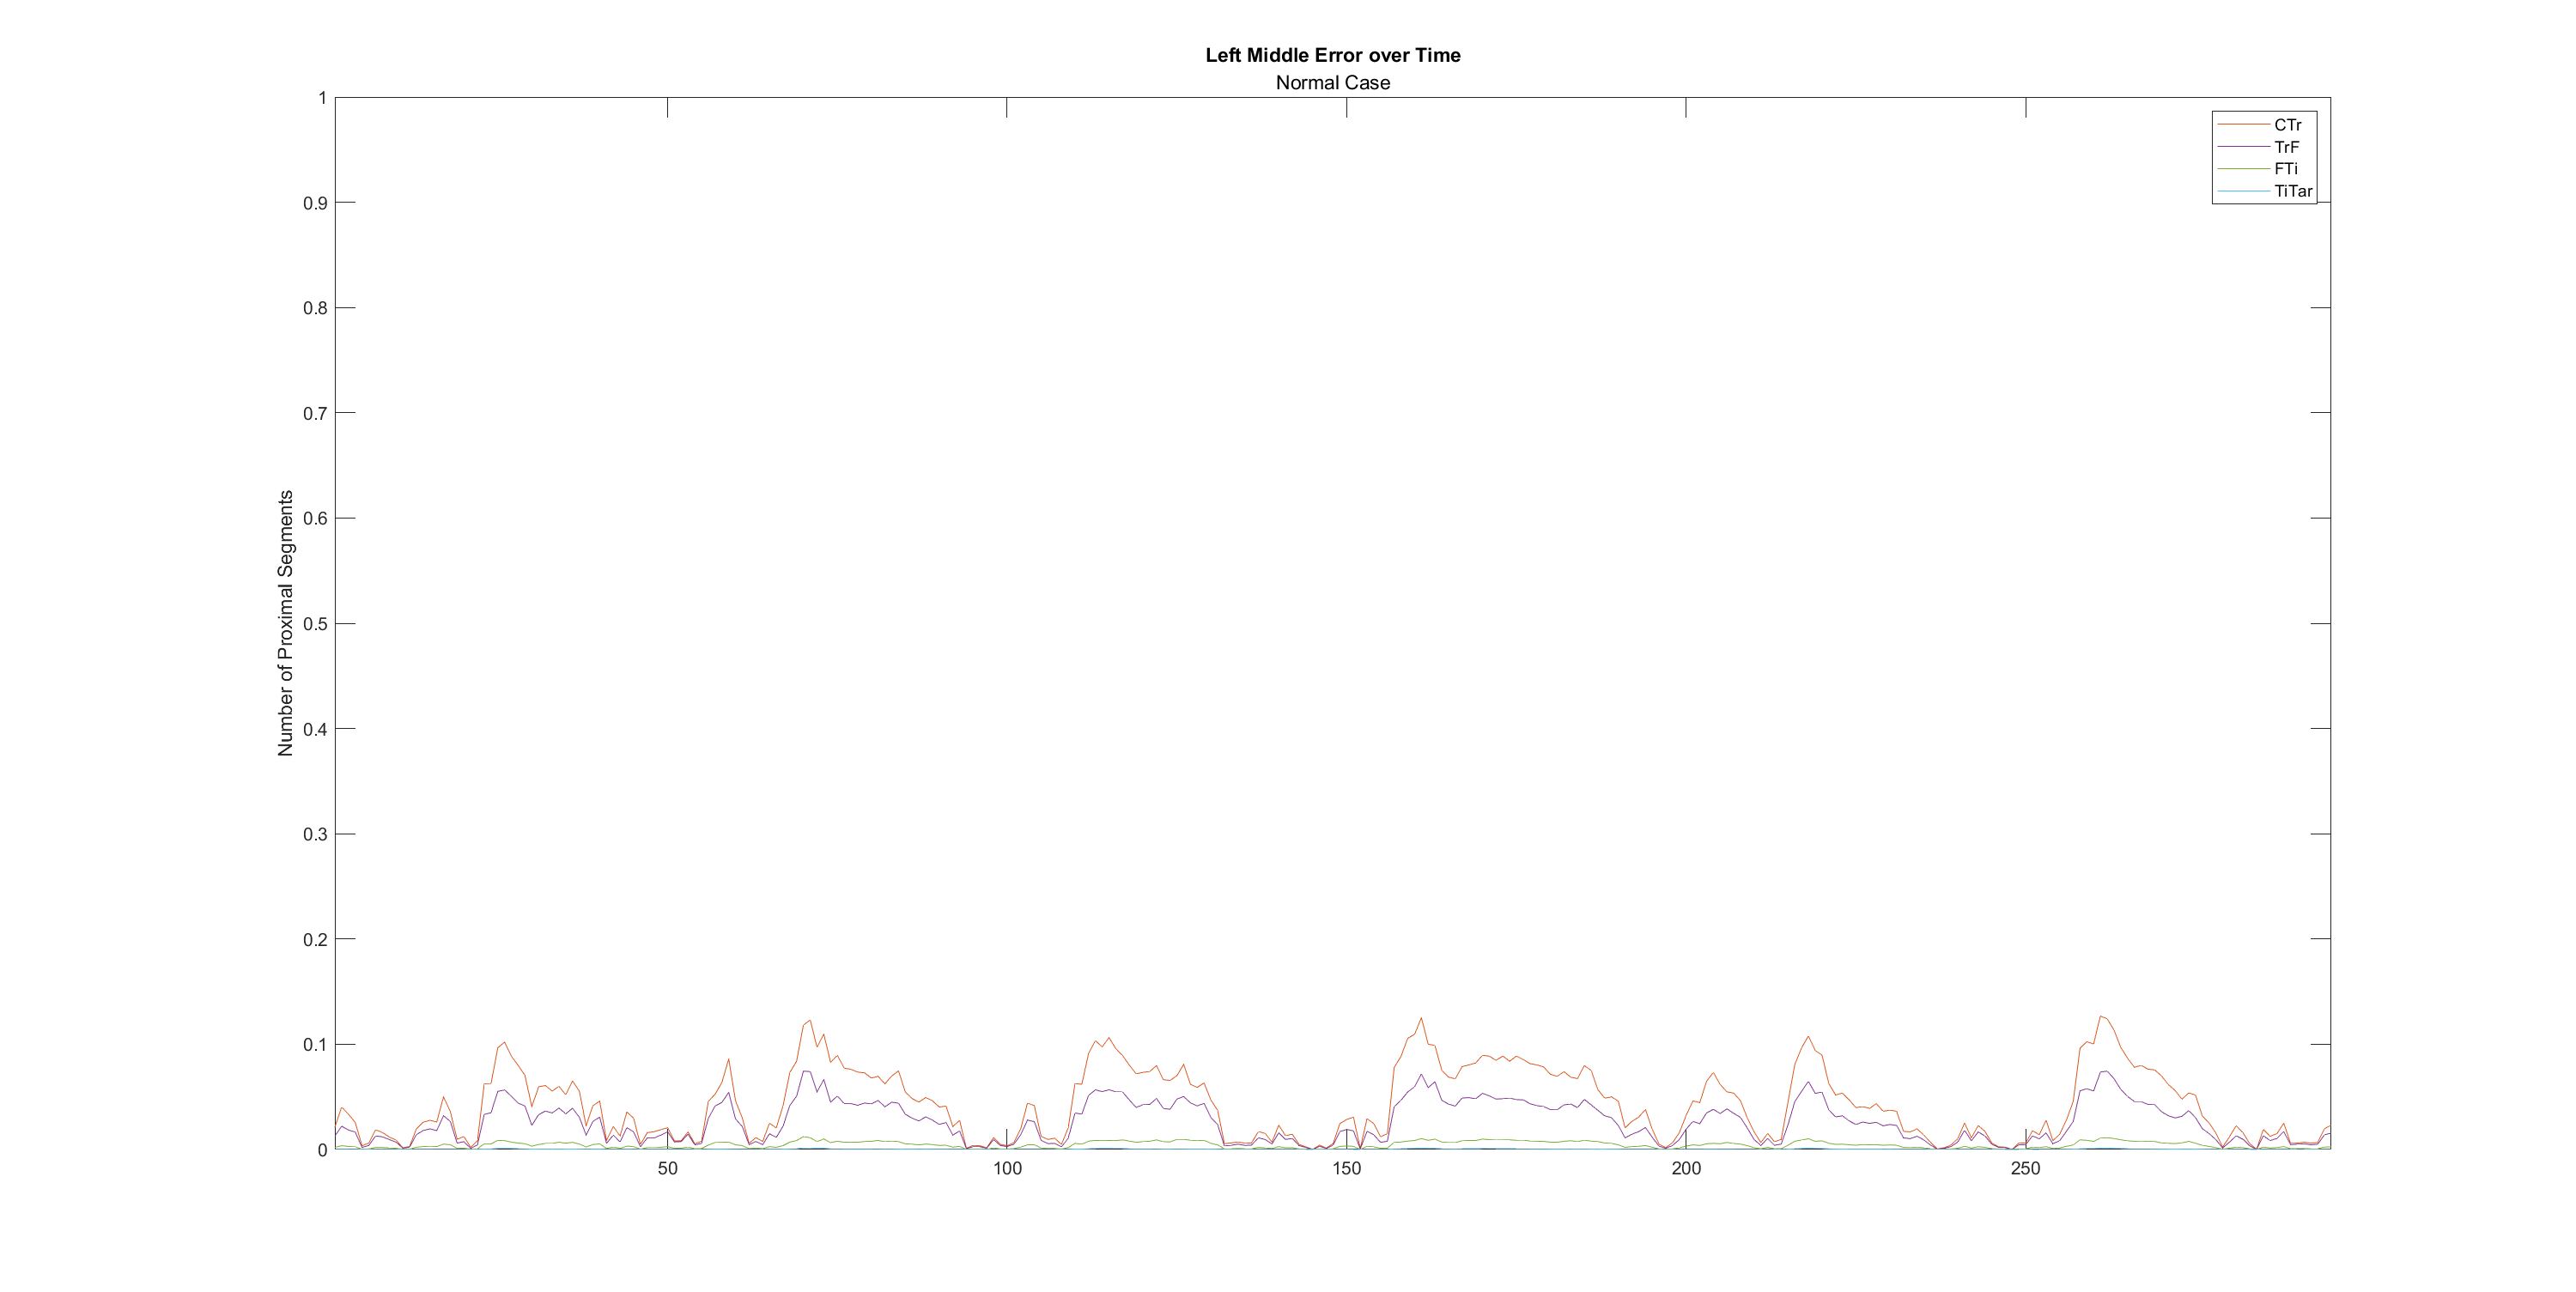 Left Middle Error over Time
Normal Case
1
0.9
0.8
0.7
0.6
0.5
0.4
0.3
0.2
0.1
0
Number of Proximal Segments
50
100
150
200
250
CTr
TrF
FTi
TiTar